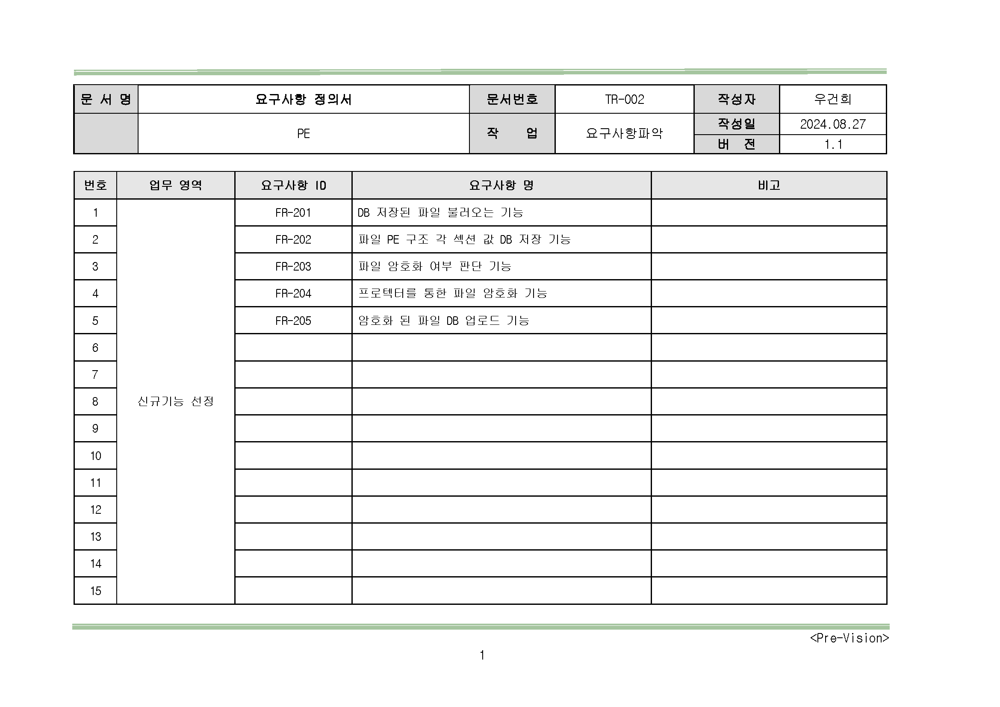 문 서 명 요구사항 정의서 문서번호 TR-002 작성자 우건희
PE 작 업 요구사항파악 작성일 2024.08.27
버 전 1.1
번호 업무 영역 요구사항 ID 요구사항 명 비고
1 FR-201 DB 저장된 파일 불러오는 기능
2 FR-202 파일 PE 구조 각 섹션 값 DB 저장 기능
3 FR-203 파일 암호화 여부 판단 기능
4 FR-204 프로텍터를 통한 파일 암호화 기능
5 FR-205 암호화 된 파일 DB 업로드 기능
6
7
8 신규기능 선정
9
10
11
12
13
14
15
<Pre-Vision>
1